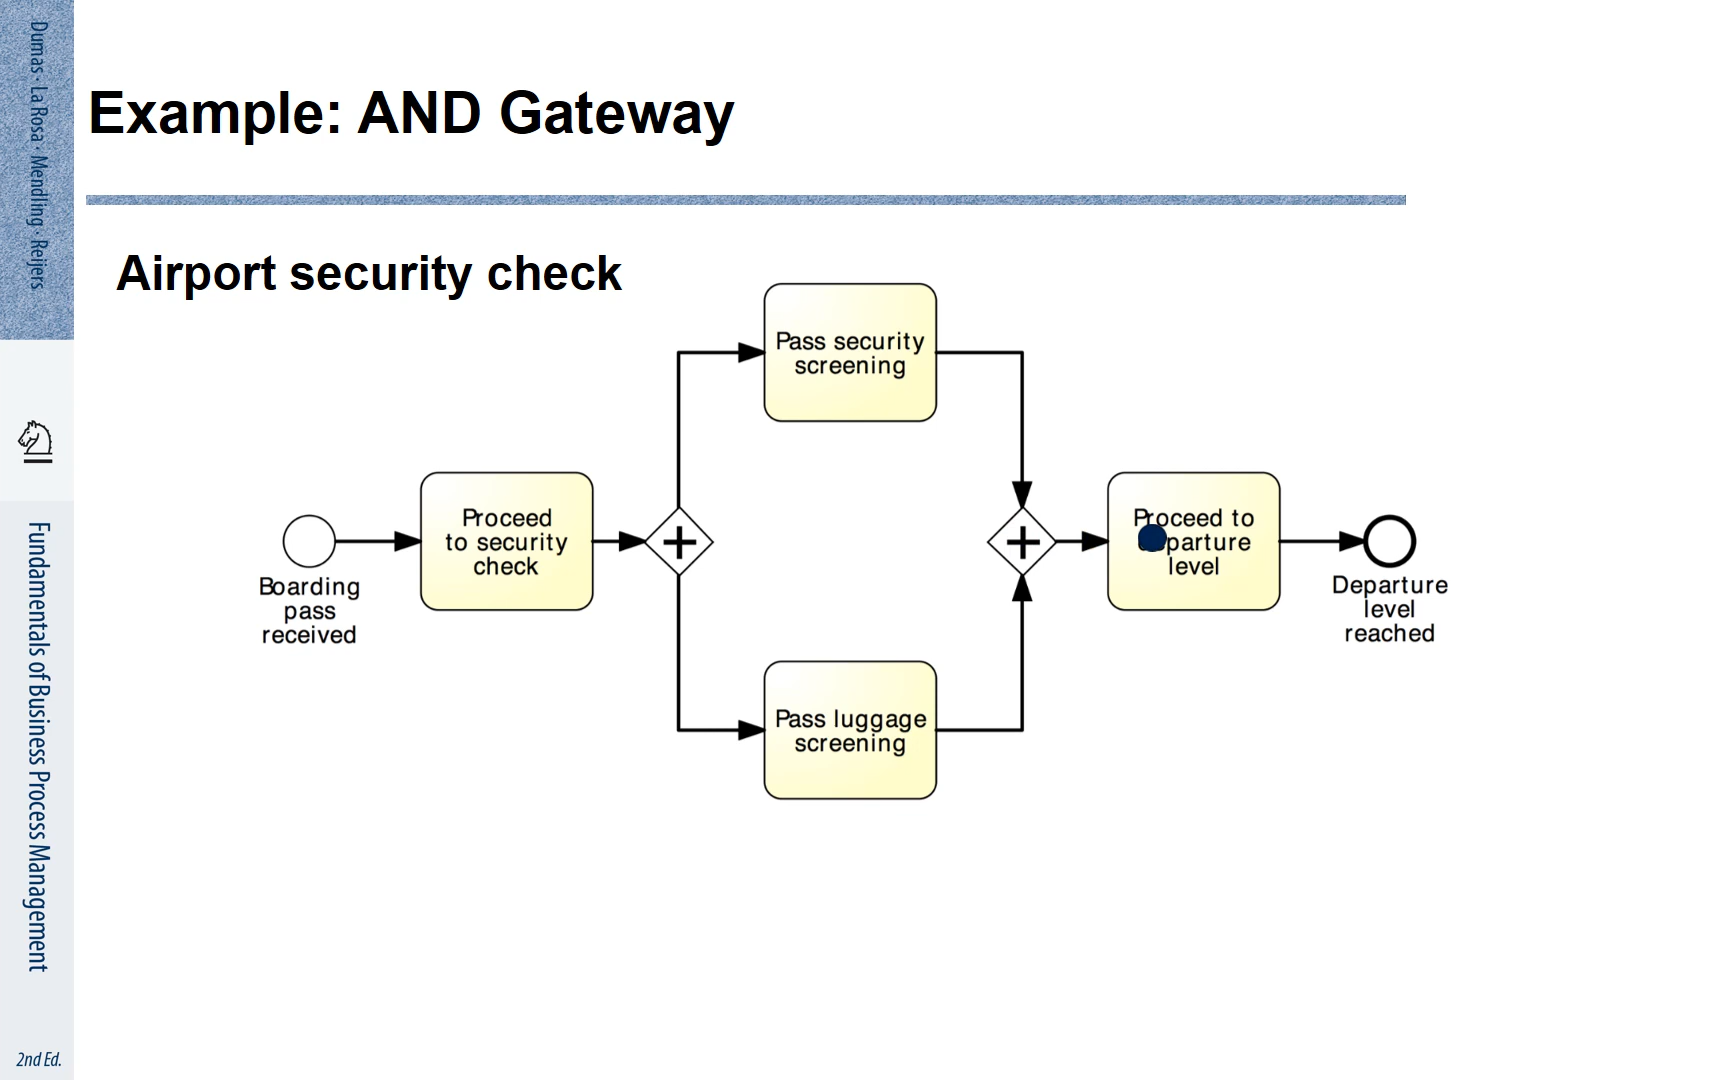 Dumas · La Rosa · Mendling · Reijers
Fundamentals of Business Process Management
2nd Ed.
Example: AND Gateway
Airport security check
Boarding
pass
received
Proceed
to security
check
Pass security
screening
Pass luggage
screening
Proceed to
level
Departure
level
reached